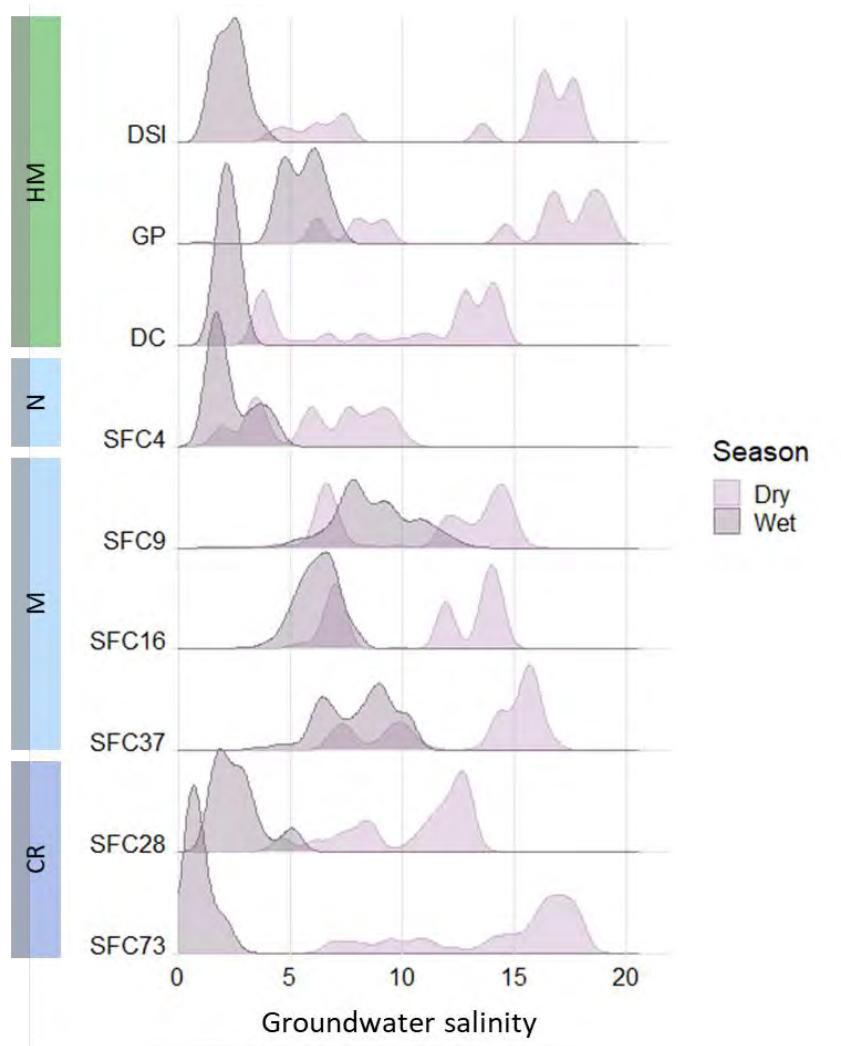 HM
DSI
GP
DC
N
SFC4
M
SFC9
SFC16
SFC37
CR
SFC28
SFC73
0 5 10 15 20
Groundwater salinity
Season
Dry
Wet